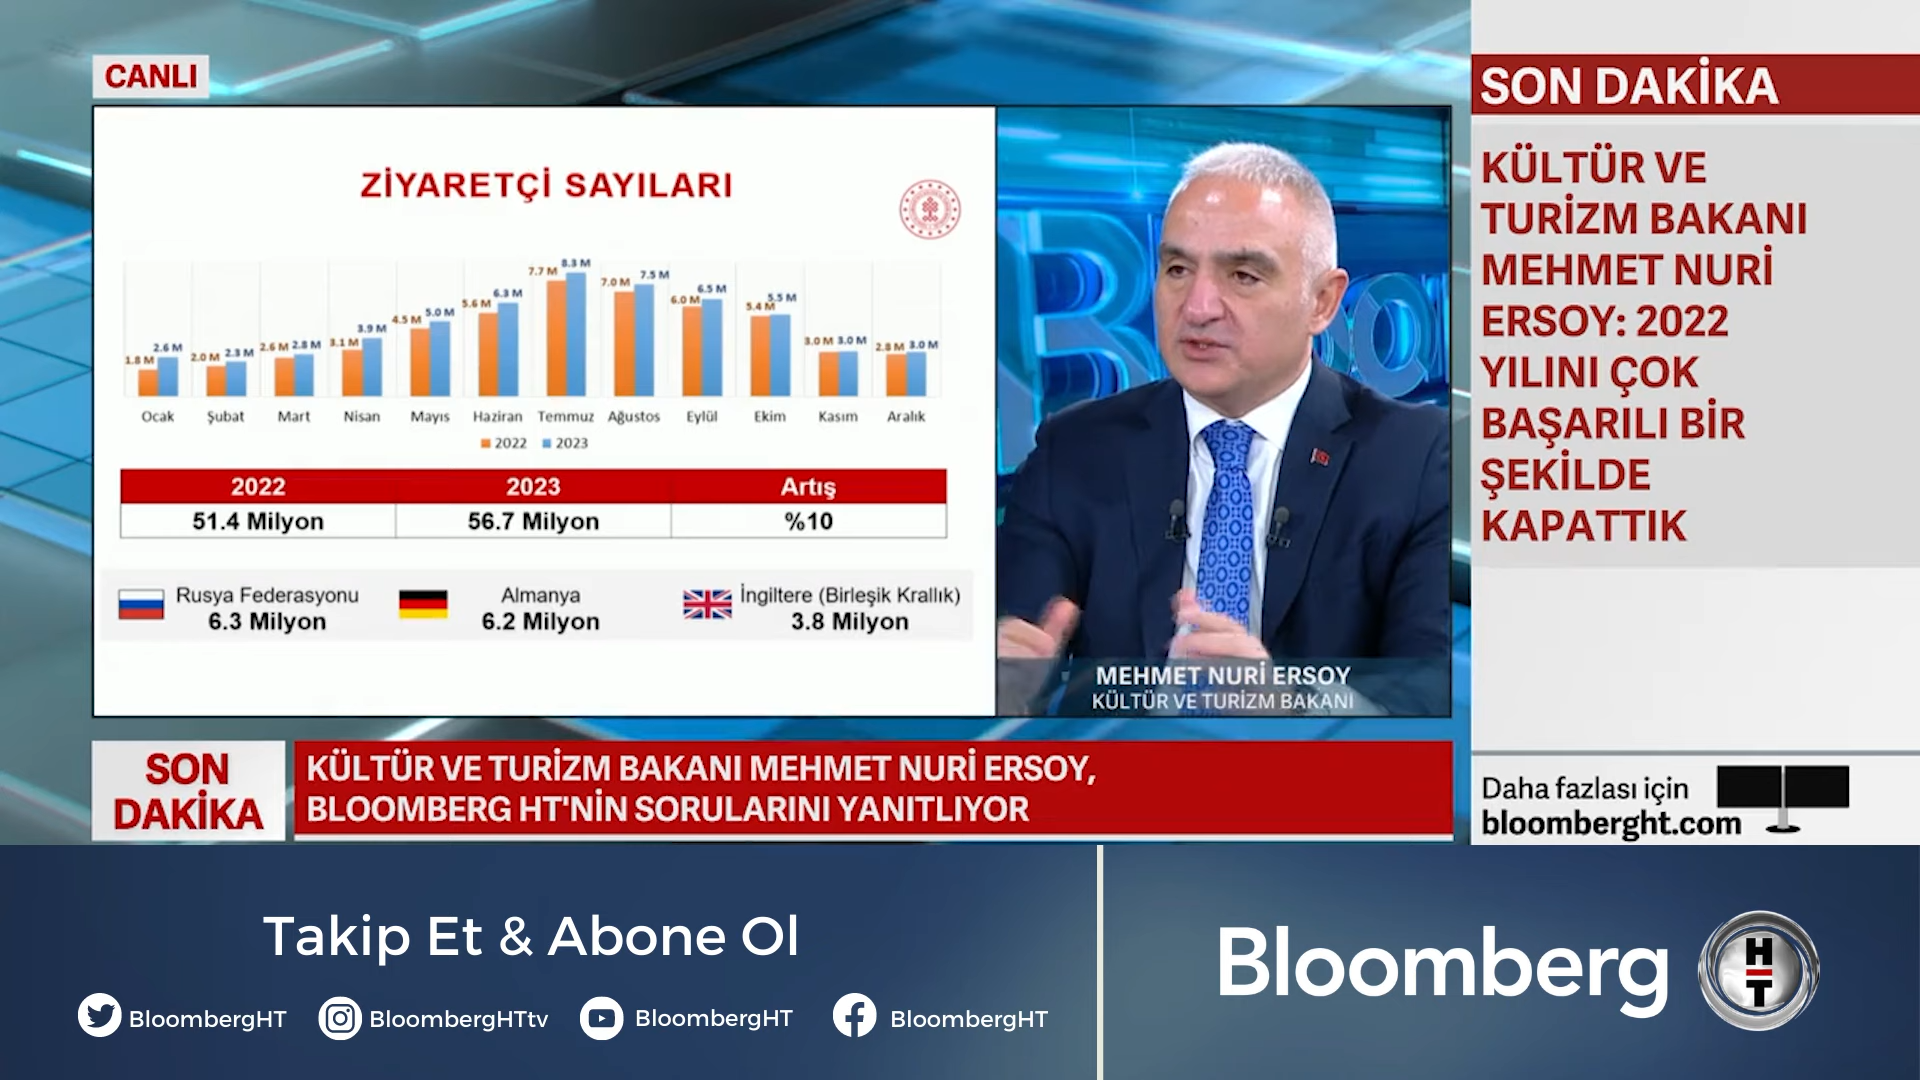 CANLI
ZİYARETÇİ SAYILARI
1.8 M 2.6 M 2.0 M 2.3 M 2.6 M 2.8 M 3.1 M 3.9 M 4.5 M 5.0 M 5.6 M 6.3 M 7.7 M 8.3 M 7.0 M 7.5 M 6.0 M 6.5 M 5.4 M 5.5 M 3.0 M 3.0 M 2.8 M 3.0 M
Ocak Şubat Mart Nisan Mayıs Haziran Temmuz Ağustos Eylül Ekim Kasım Aralık
2022 2023
2022 2023 Artış
51.4 Milyon 56.7 Milyon %10
Rusya Federasyonu
6.3 Milyon
Almanya
6.2 Milyon
İngiltere (Birleşik Krallık)
3.8 Milyon
MEHMET NURİ ERSOY
KÜLTÜR VE TURİZM BAKANI
SON DAKİKA
KÜLTÜR VE
TURİZM BAKANI
MEHMET NURİ
ERSOY: 2022
YILINI ÇOK
BAŞARILI BİR
ŞEKİLDE
KAPATTIK
SON
DAKİKA
KÜLTÜR VE TURİZM BAKANI MEHMET NURİ ERSOY,
BLOOMBERG HT'NİN SORULARINI YANITLIYOR
Daha fazlası için
bloomberght.com
Takip Et & Abone Ol
BloombergHT BloombergHTtv BloombergHT BloombergHT
Bloomberg HT